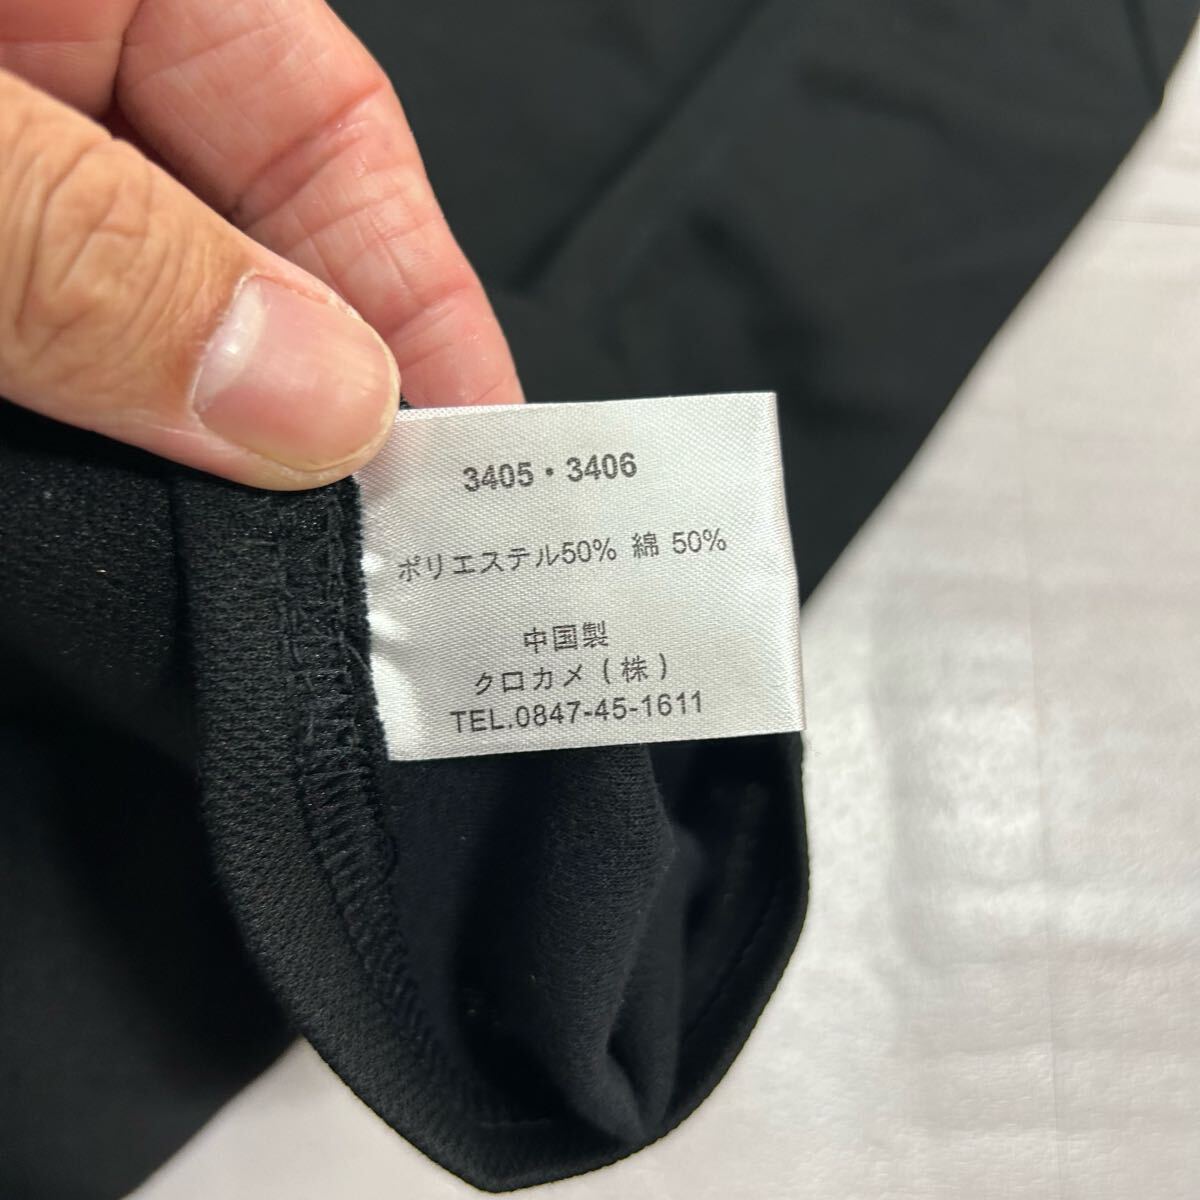 3405・3406
ポリエステル50% 綿 50%
中国製
クロカメ(株)
TEL.0847-45-1611